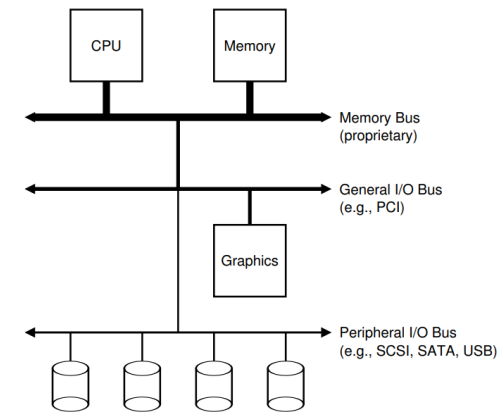 CPU
Memory
Memory Bus
(proprietary)
General I/O Bus
(e.g., PCI)
Graphics
Peripheral I/O Bus
(e.g., SCSI, SATA, USB)